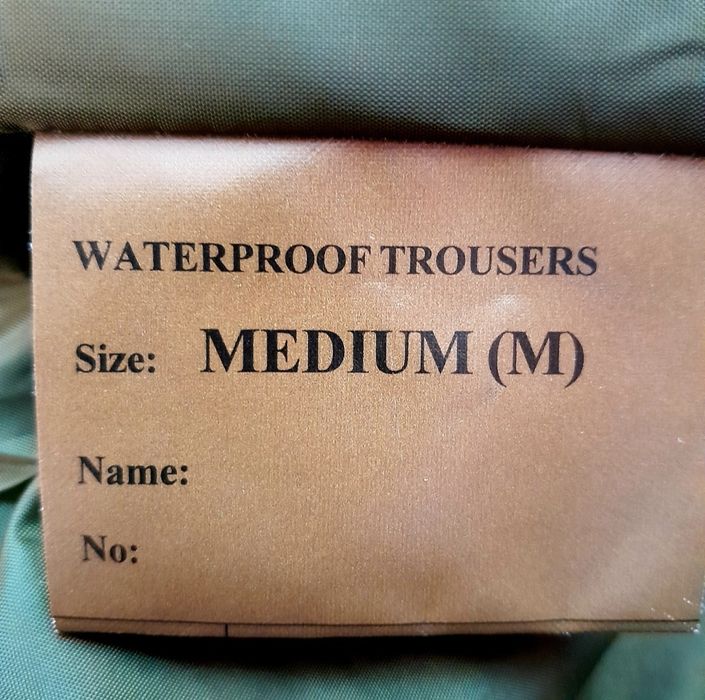 WATERPROOF TROUSERS
Size: MEDIUM (M)
Name:
No: